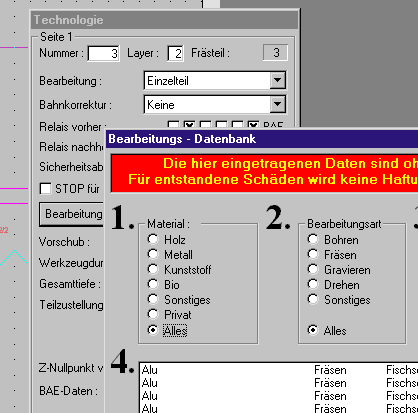 Technologie
Seite 1
Nummer : 3 Layer : 2 Frästeil : 3
Bearbeitung : Einzelteil
Bahnkorrektur : Keine
Relais vorher : BAE
Relais nachh
Sicherheitsab
STOP für
Bearbeitung
Vorschub :
Werkzeugdu
Gesamttiefe :
Teilzustellung
Z-Nullpunkt v
BAE-Daten :
2/2
Bearbeitungs - Datenbank
Die hier eingetragenen Daten sind oh
Für entstandene Schäden wird keine Haftu
1. Material :
Holz
Metall
Kunststoff
Bio
Sonstiges
Privat
Alles
2. Bearbeitungsart
Bohren
Fräsen
Gravieren
Drehen
Sonstiges
Alles
4.
Alu Fräsen Fischs
Alu Fräsen Fischs
Alu Fräsen Fischs
Alu Fräsen Fischs